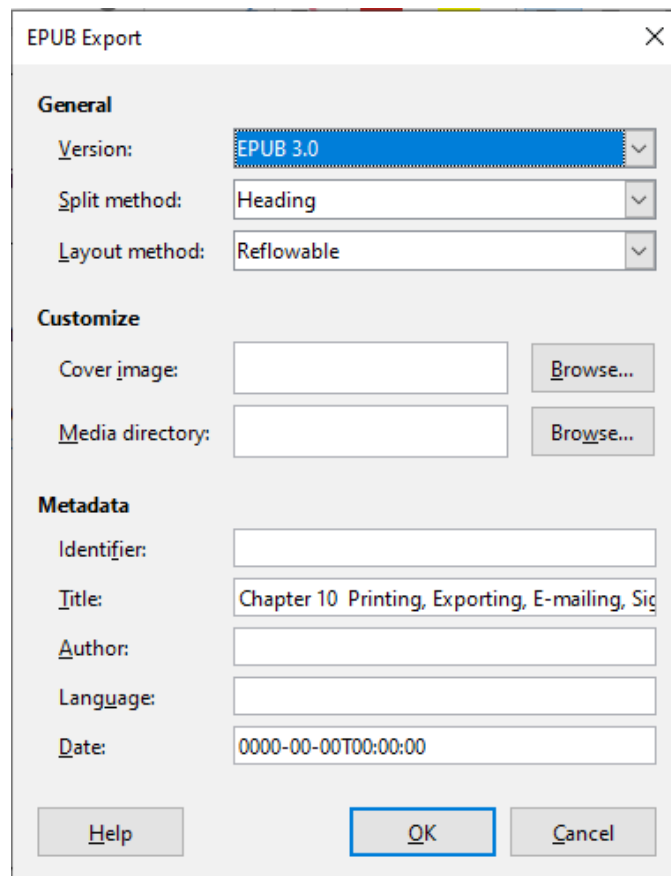 EPUB Export
General
Version: EPUB 3.0
Split method: Heading
Layout method: Reflowable
Customize
Cover image: Browse...
Media directory: Browse...
Metadata
Identifier:
Title: Chapter 10 Printing, Exporting, E-mailing, Sig
Author:
Language:
Date: 0000-00-00T00:00:00
Help OK Cancel